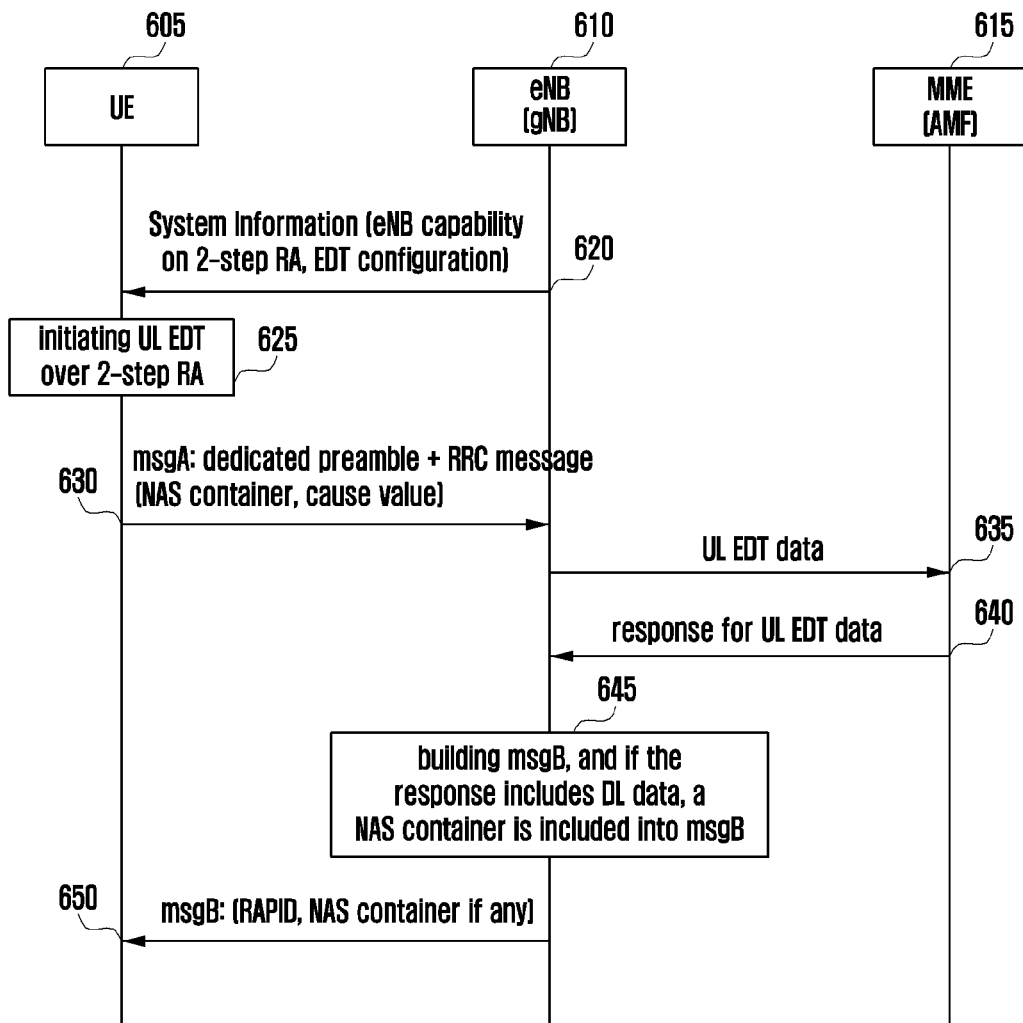 605
610
615
UE
eNB
(gNB)
MME
(AMF)
System Information (eNB capability
on 2-step RA, EDT configuration)
620
initiating UL EDT
over 2-step RA
625
msgA: dedicated preamble + RRC message
(NAS container, cause value)
630
UL EDT data
635
response for UL EDT data
640
645
building msgB, and if the
response includes DL data, a
NAS container is included into msgB
650
msgB: (RAPID, NAS container if any)